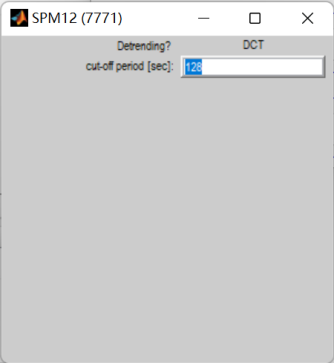 SPM12 (7771)
Detrending? DCT
cut-off period [sec]: 128